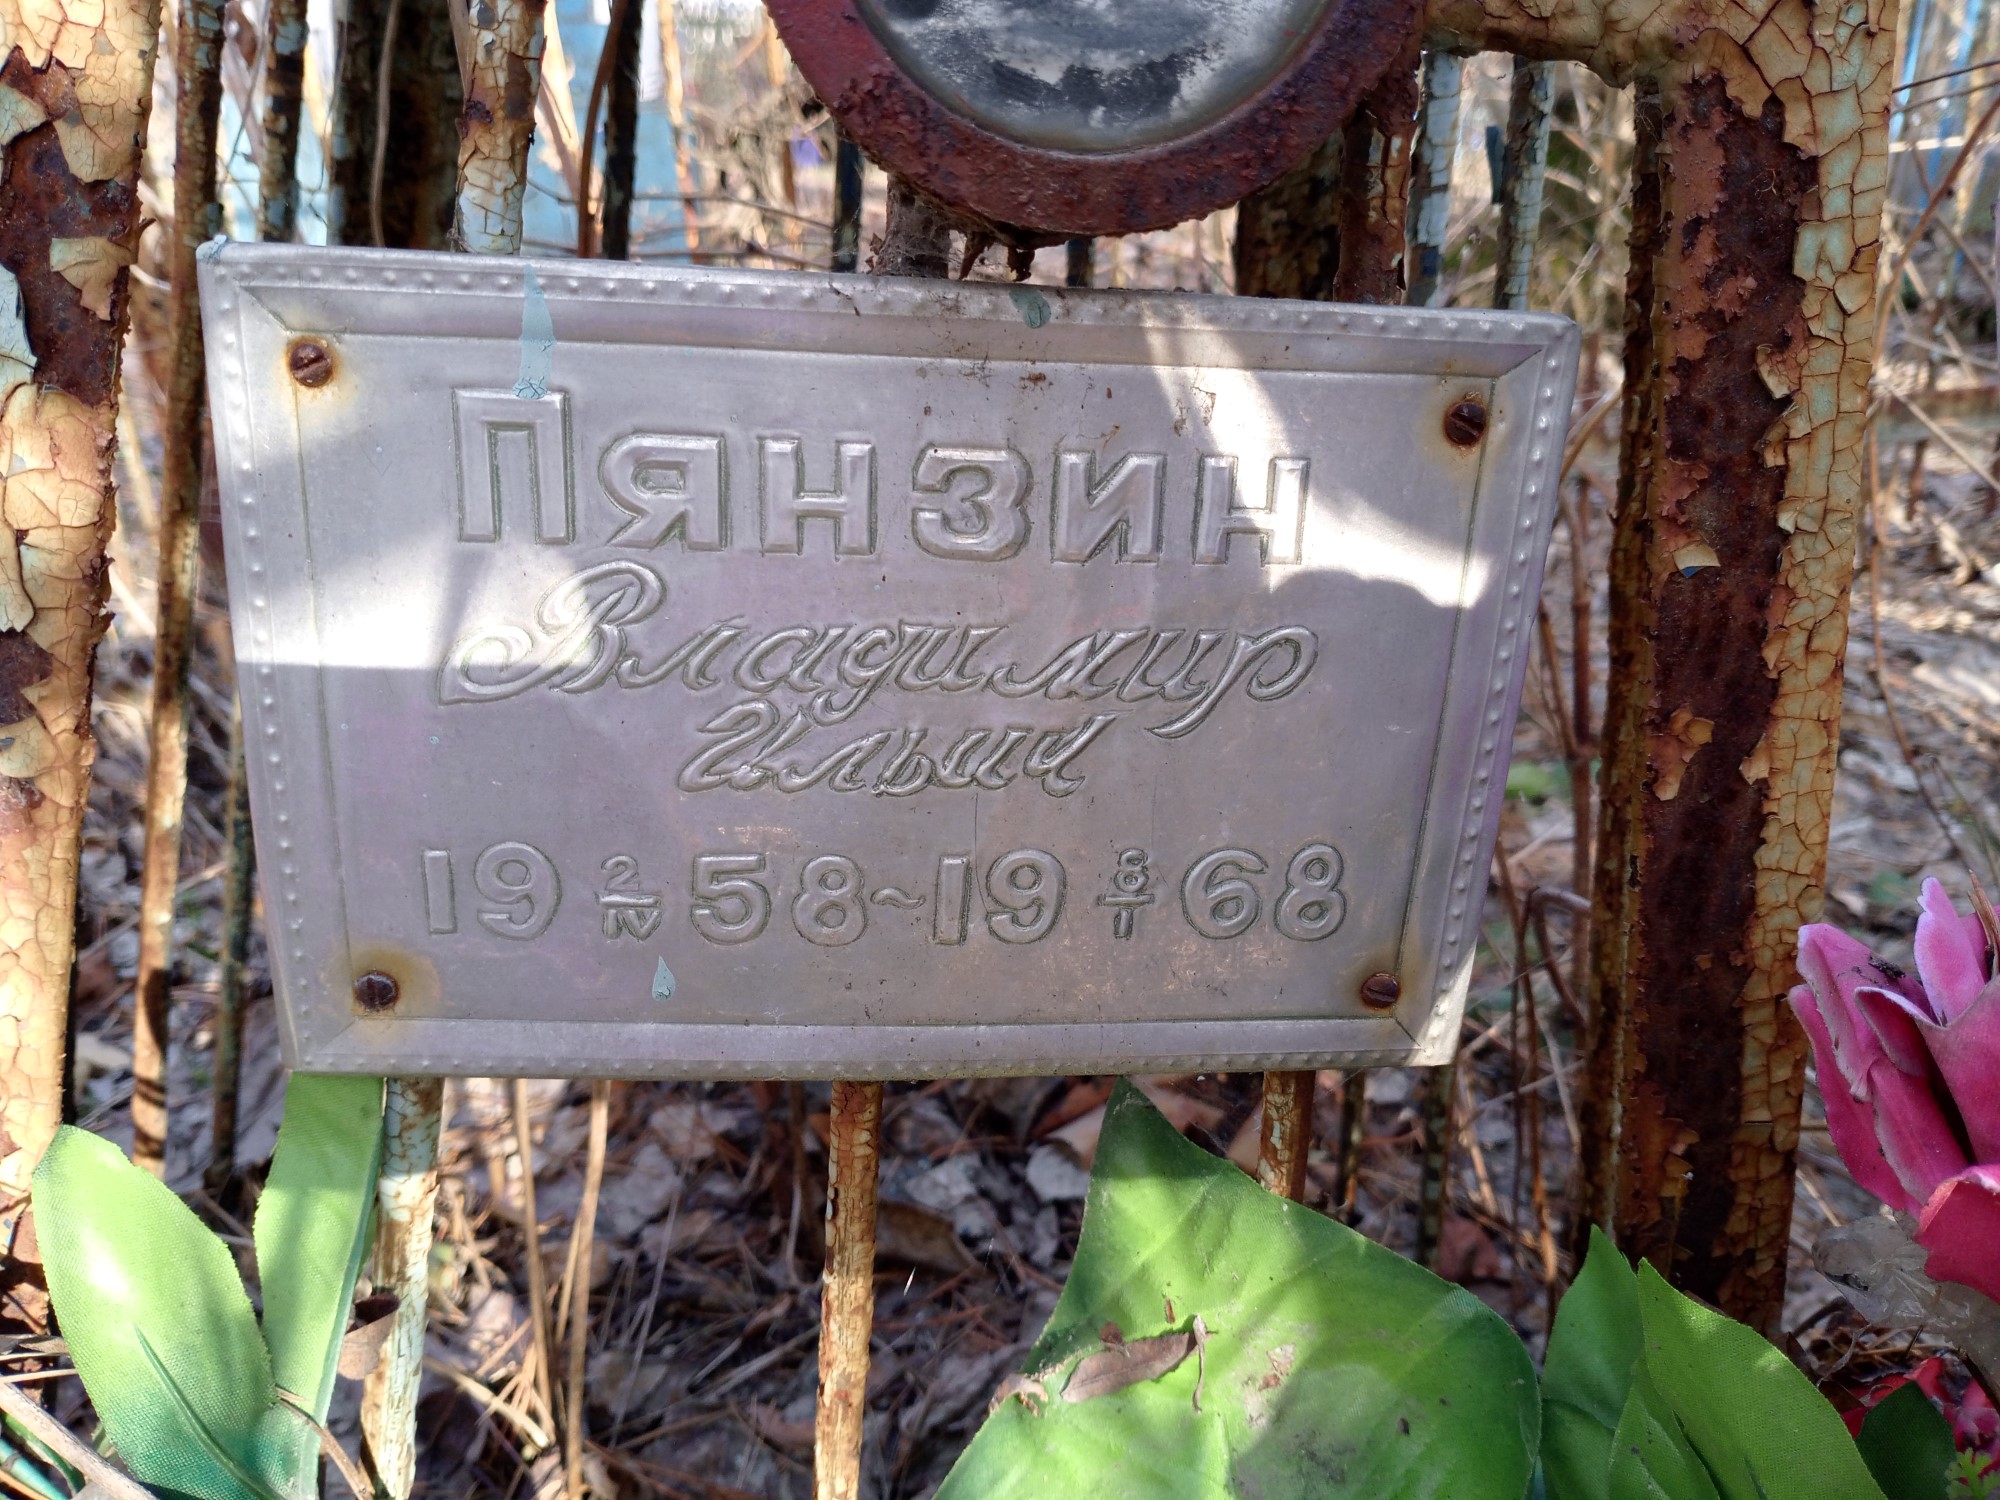 Пянзин
Владимир
Ильич
19 2/IV 58~19 8/I 68